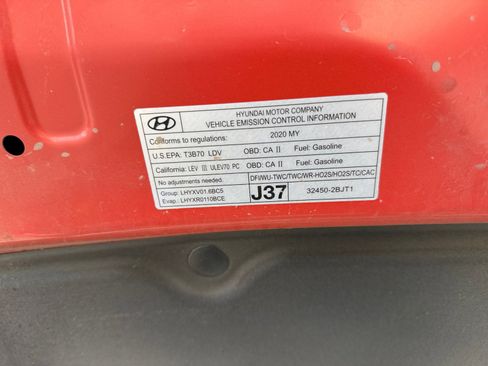 HYUNDAI MOTOR COMPANY
VEHICLE EMISSION CONTROL INFORMATION
Conforms to regulations: 2020 MY
U.S.EPA: T3B70 LDV OBD: CA II Fuel: Gasoline
California: LEV III ULEV70 PC OBD: CA II Fuel: Gasoline
No adjustments needed. DFI/WU-TWC/TWC/WR-HO2S/HO2S/TC/CAC
Group: LHYXV01.6BC5 J37 32450-2BJT1
Evap.: LHYXR0110BCE